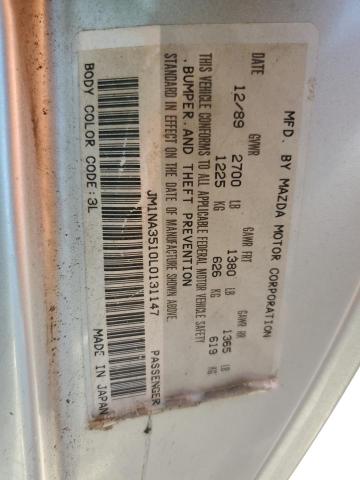 MFD. BY MAZDA MOTOR CORPORATION
DATE GVWR GAWR FRT GAWR RR
12/89 2700 LB 1380 LB 1365 LB
1225 KG 626 KG 619 KG
THIS VEHICLE CONFORMS TO ALL APPLICABLE FEDERAL MOTOR VEHICLE SAFETY
.BUMPER.AND THEFT PREVENTION
STANDARD IN EFFECT ON THE DATE OF MANUFACTURE SHOWN ABOVE.
JM1NA3510L0131147 PASSENGER
BODY COLOR CODE:3L MADE IN JAPAN